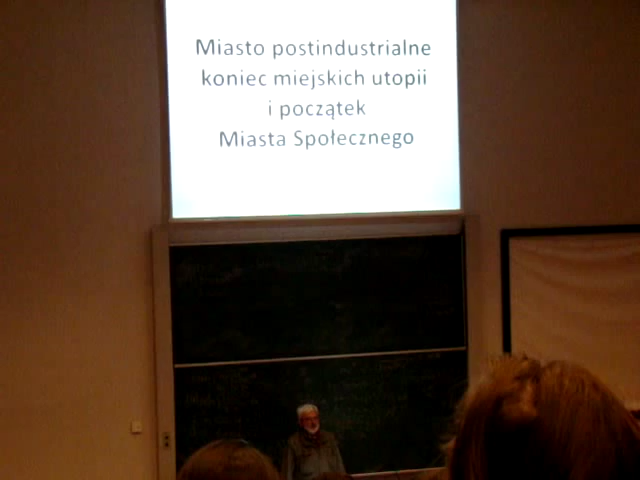 Miasto postindustrialne
koniec miejskich utopii
i początek
Miasta Społecznego